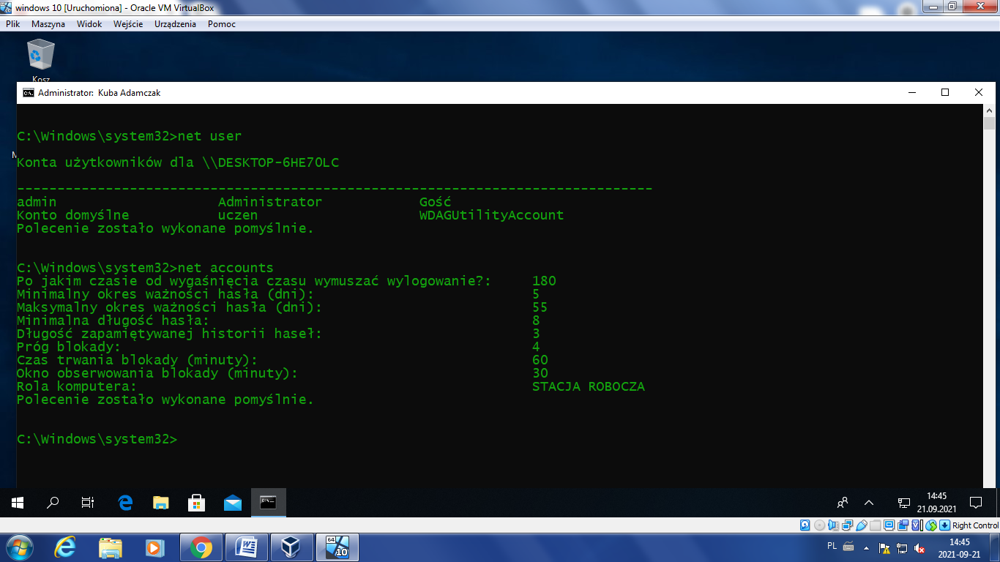 windows 10 [Uruchomiona] - Oracle VM VirtualBox
Plik Maszyna Widok Wejście Urządzenia Pomoc
Kosz
Administrator: Kuba Adamczak
C:\Windows\system32>net user
M
Konta użytkowników dla \\DESKTOP-6HE70LC
-------------------------------------------------------------------------------
admin Administrator Gość
Konto domyślne uczen WDAGUtilityAccount
Polecenie zostało wykonane pomyślnie.
C:\Windows\system32>net accounts
Po jakim czasie od wygaśnięcia czasu wymuszać wylogowanie?: 180
Minimalny okres ważności hasła (dni): 5
Maksymalny okres ważności hasła (dni): 55
Minimalna długość hasła: 8
Długość zapamiętywanej historii haseł: 3
Próg blokady: 4
Czas trwania blokady (minuty): 60
Okno obserwowania blokady (minuty): 30
Rola komputera: STACJA ROBOCZA
Polecenie zostało wykonane pomyślnie.
C:\Windows\system32>
14:45
21.09.2021
Right Control
64
10
PL
14:45
2021-09-21